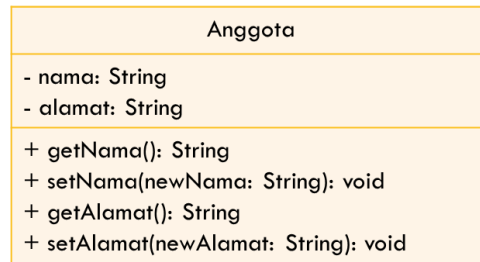 Anggota
- nama: String
- alamat: String
+ getNama(): String
+ setNama(newNama: String): void
+ getAlamat(): String
+ setAlamat(newAlamat: String): void